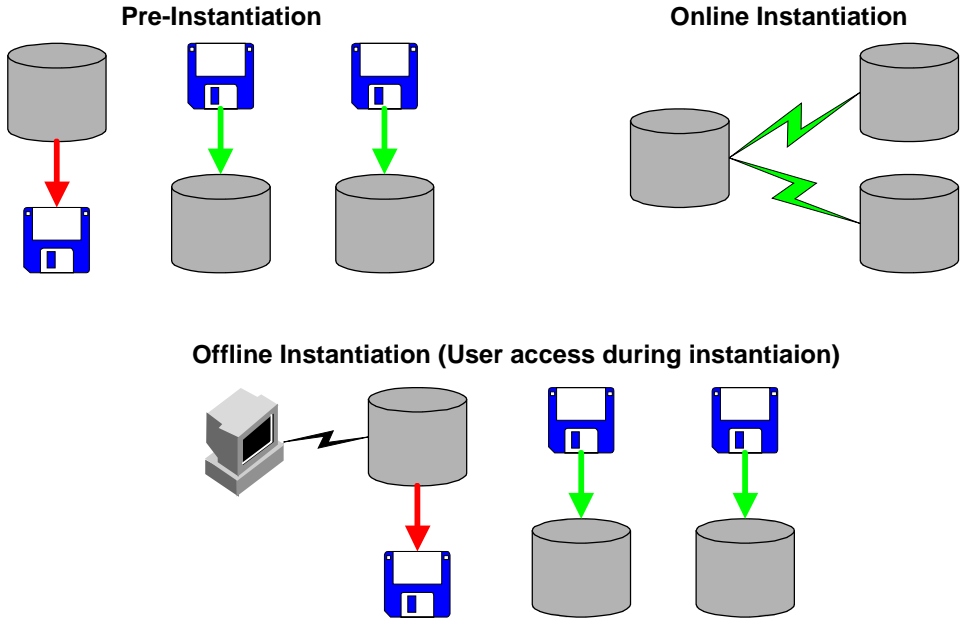 Pre-Instantiation
Online Instantiation
Offline Instantiation (User access during instantiaion)